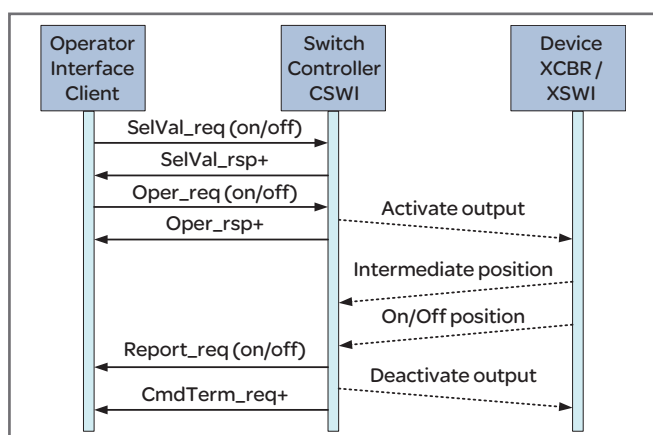 Operator
Interface
Client
Switch
Controller
CSWI
Device
XCBR /
XSWI
SelVal_req (on/off)
SelVal_rsp+
Oper_req (on/off)
Activate output
Oper_rsp+
Intermediate position
On/Off position
Report_req (on/off)
Deactivate output
CmdTerm_req+